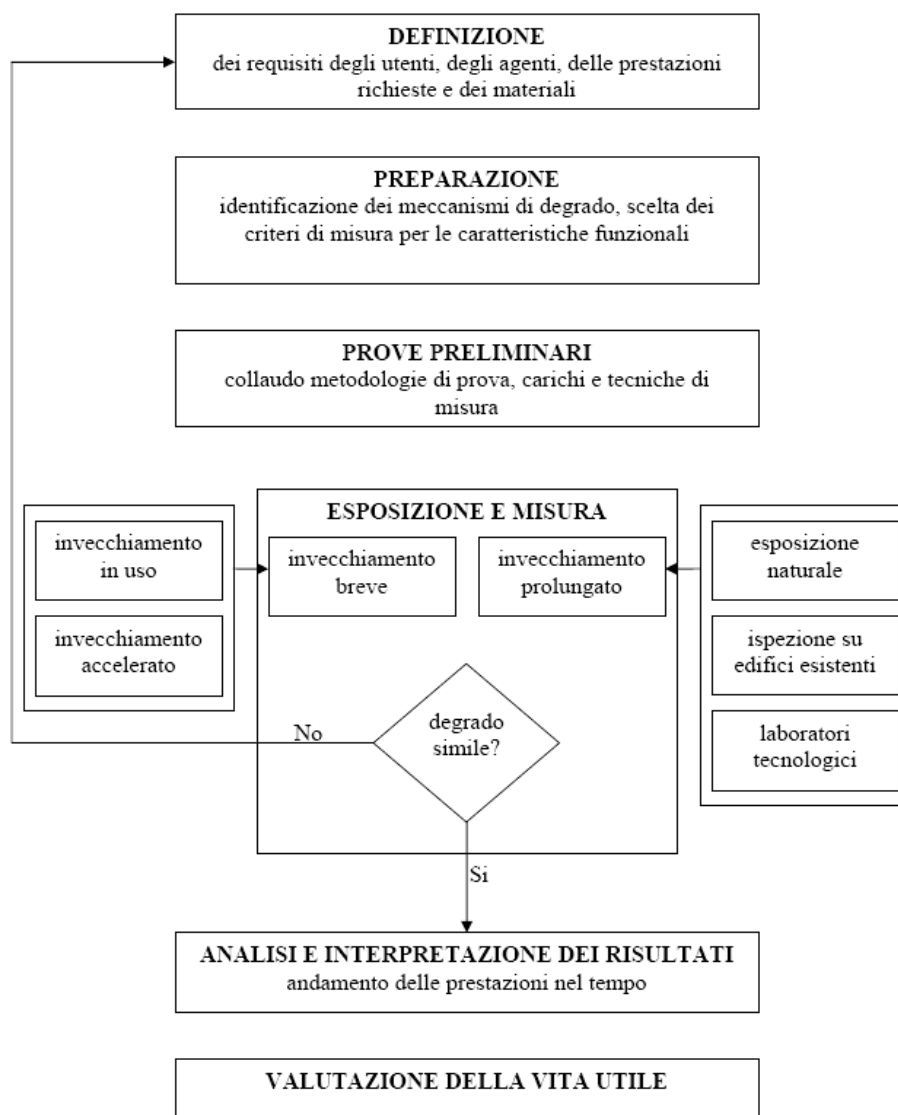 DEFINIZIONE
dei requisiti degli utenti, degli agenti, delle prestazioni
richieste e dei materiali
PREPARAZIONE
identificazione dei meccanismi di degrado, scelta dei
criteri di misura per le caratteristiche funzionali
PROVE PRELIMINARI
collaudo metodologie di prova, carichi e tecniche di
misura
ESPOSIZIONE E MISURA
invecchiamento
in uso
invecchiamento
accelerato
invecchiamento
breve
invecchiamento
prolungato
esposizione
naturale
ispezione su
edifici esistenti
laboratori
tecnologici
degrado
simile?
No
Si
ANALISI E INTERPRETAZIONE DEI RISULTATI
andamento delle prestazioni nel tempo
VALUTAZIONE DELLA VITA UTILE